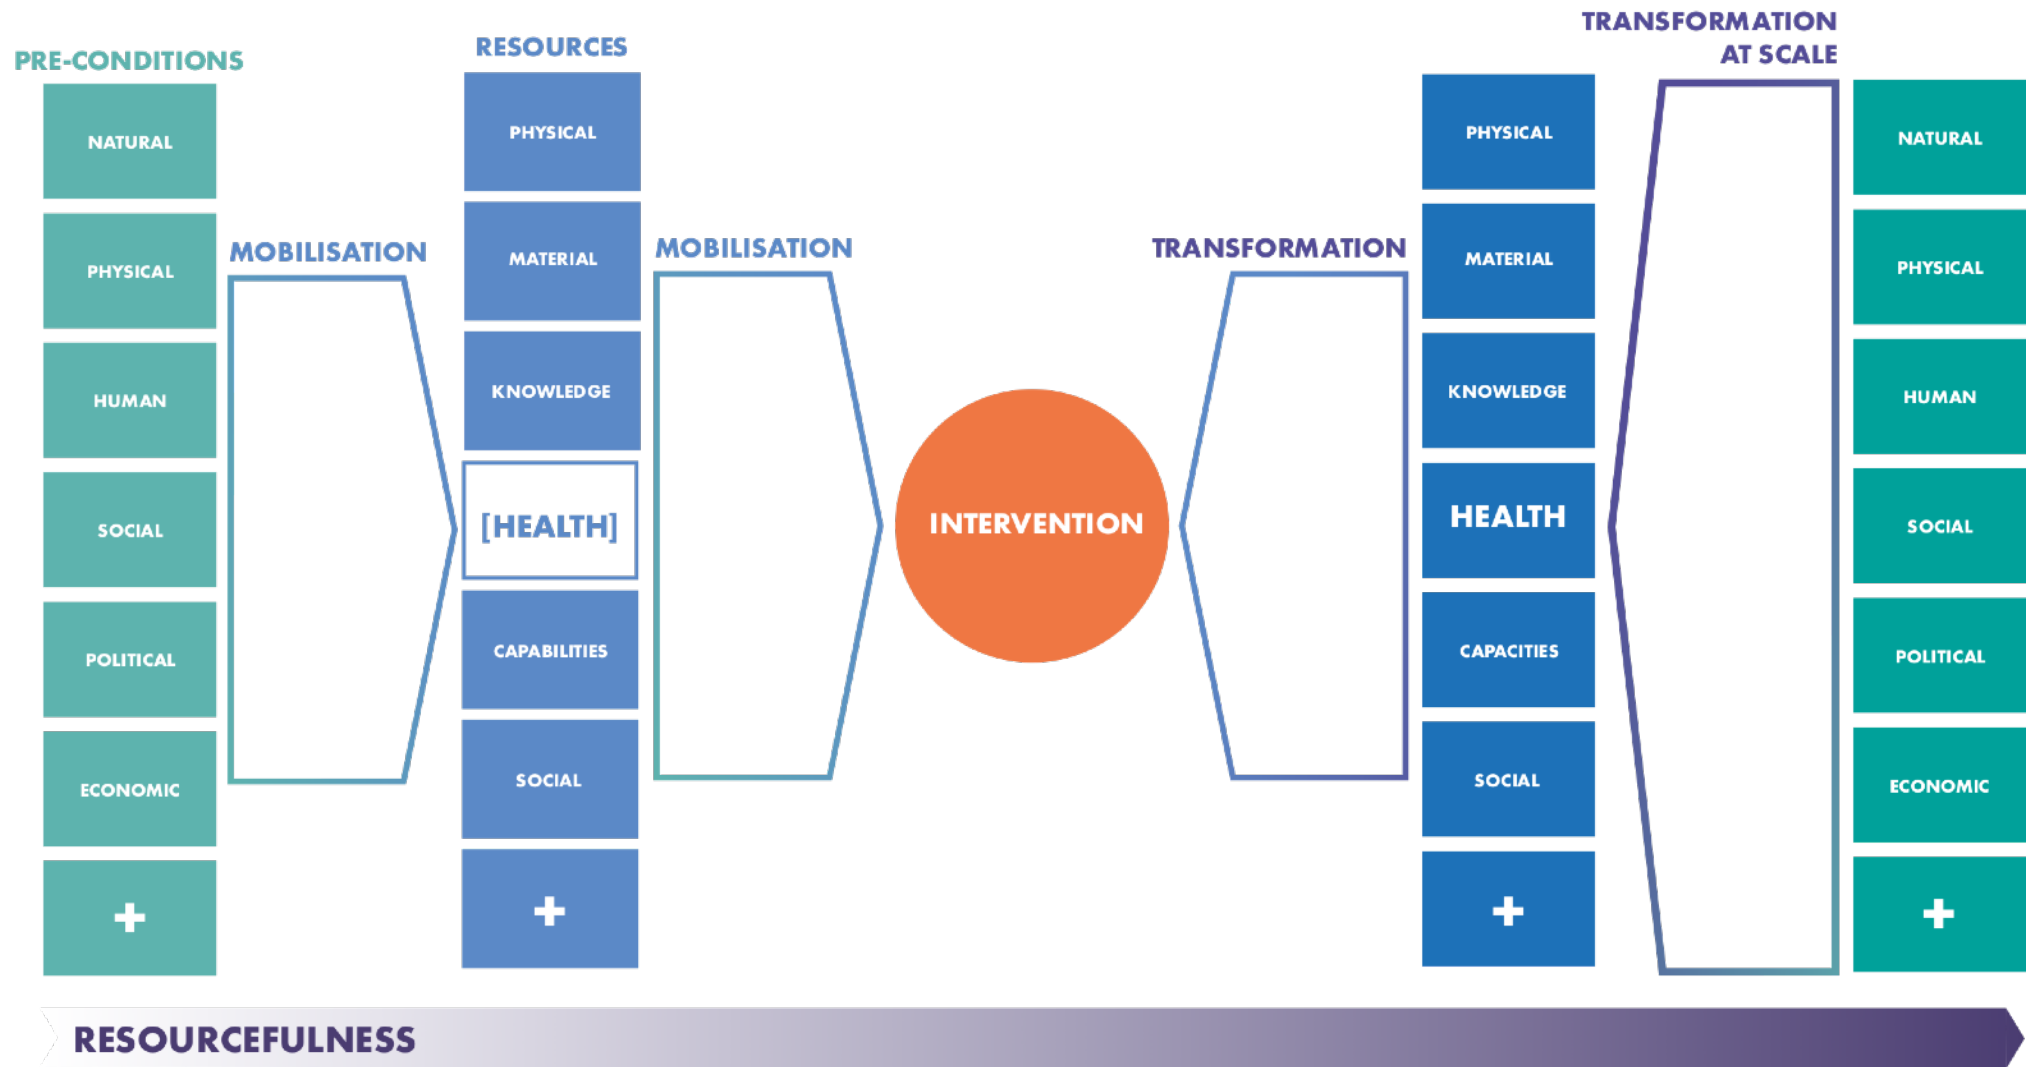 PRE-CONDITIONS
NATURAL
PHYSICAL
HUMAN
SOCIAL
POLITICAL
ECONOMIC
+
MOBILISATION
RESOURCES
PHYSICAL
MATERIAL
KNOWLEDGE
[HEALTH]
CAPABILITIES
SOCIAL
+
MOBILISATION
INTERVENTION
TRANSFORMATION
PHYSICAL
MATERIAL
KNOWLEDGE
HEALTH
CAPACITIES
SOCIAL
+
TRANSFORMATION
AT SCALE
NATURAL
PHYSICAL
HUMAN
SOCIAL
POLITICAL
ECONOMIC
+
RESOURCEFULNESS